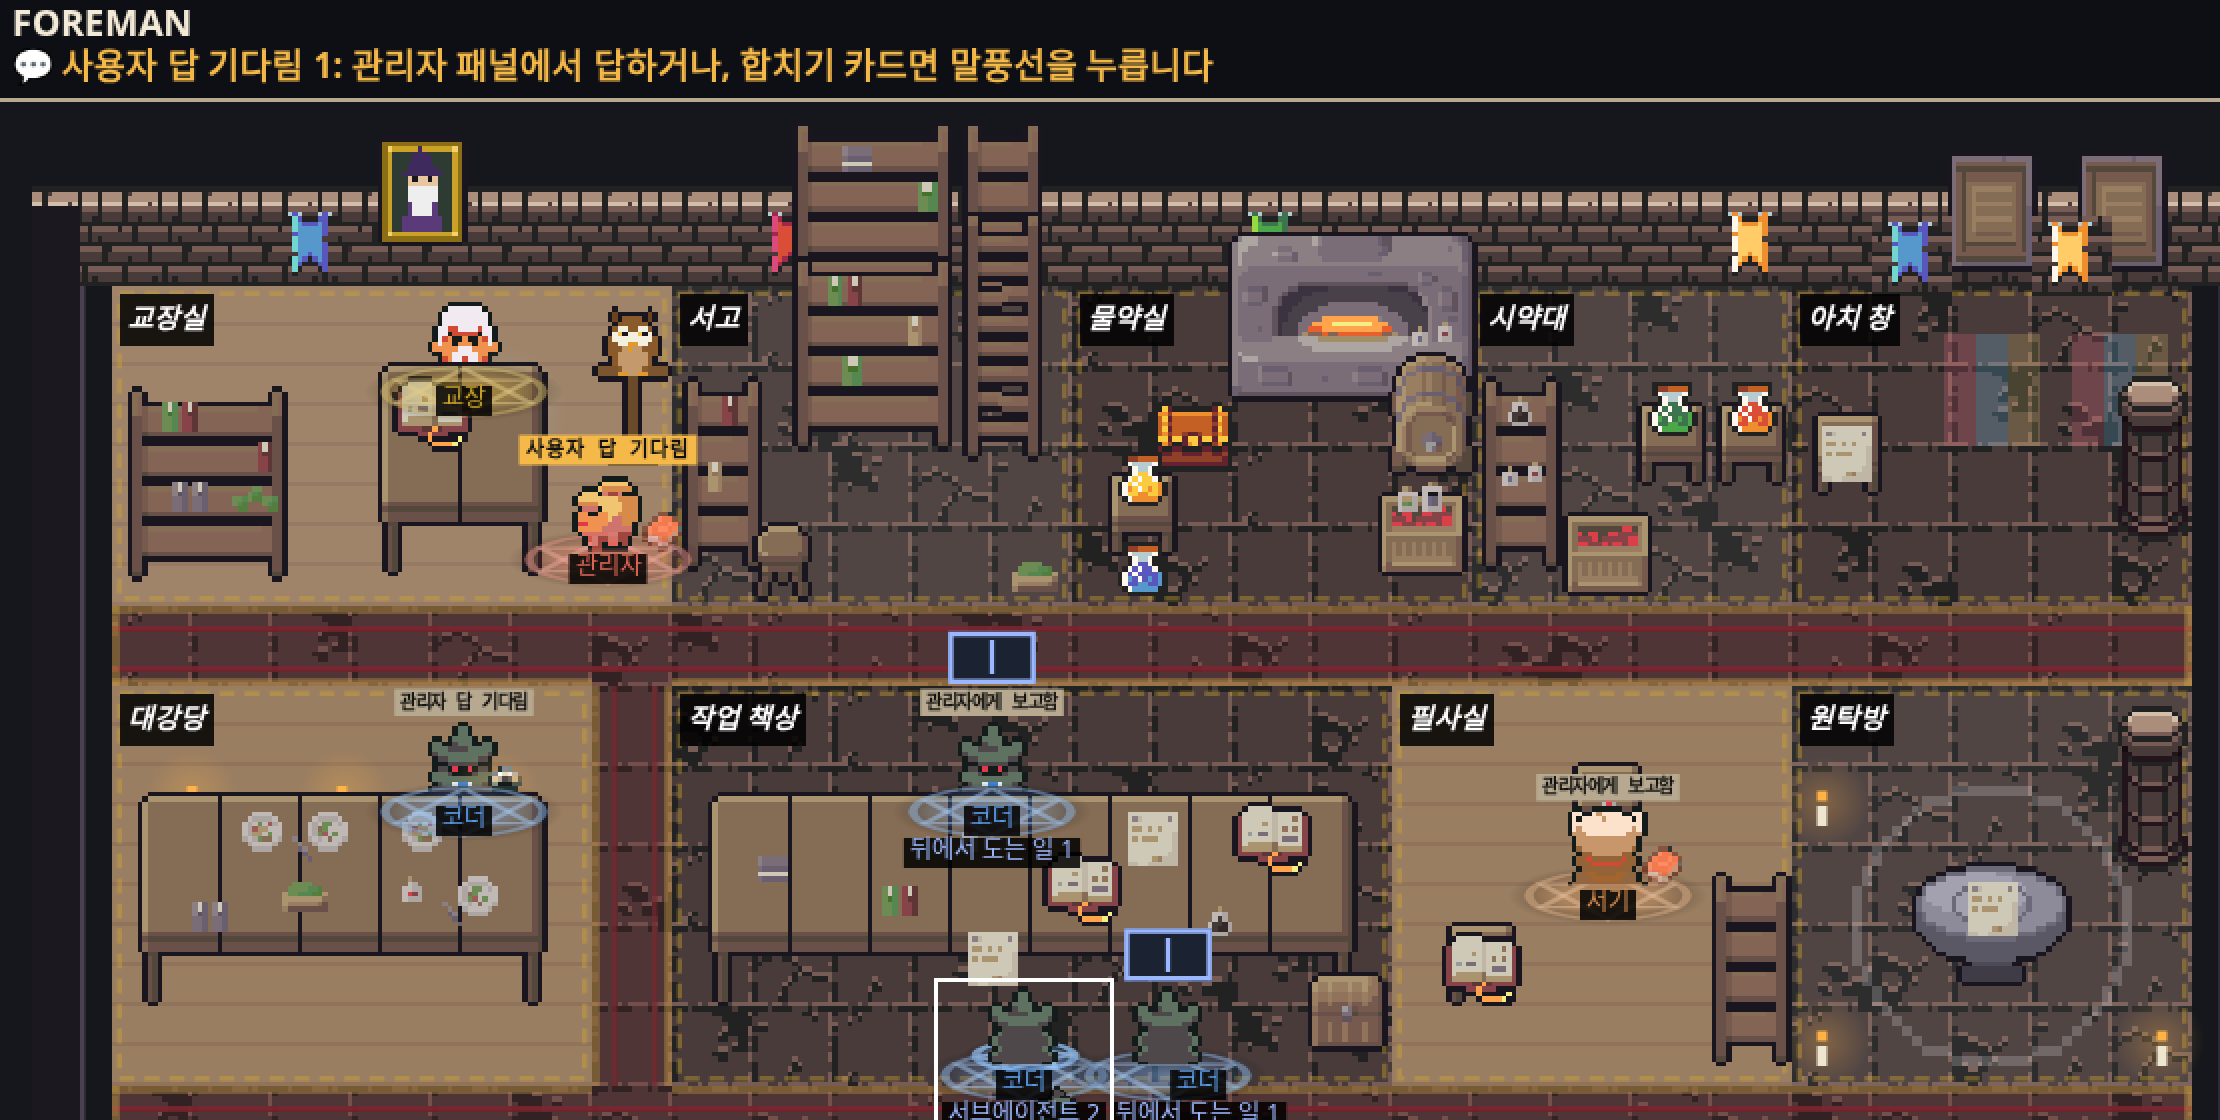 FOREMAN
사용자 답 기다림 1: 관리자 패널에서 답하거나, 합치기 카드면 말풍선을 누릅니다
교장실
서고
물약실
시약대
아치 창
교장
사용자 답 기다림
관리자
대강당
관리자 답 기다림
코더
작업 책상
관리자에게 보고함
코더
뒤에서 도는 일 1
필사실
관리자에게 보고함
서기
원탁방
코더
서브에이전트 2
코더
뒤에서 도는 일 1